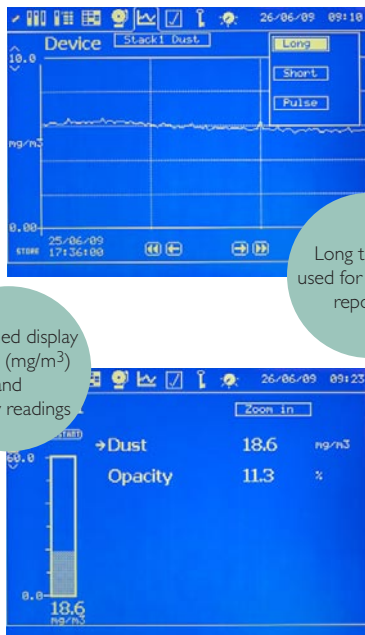 26/06/09 09:10
Device Stack1 Dust Long
10.0
Short
Pulse
mg/m3
0.00
25/06/09
STORE 17:36:00
Long t
used for
repo
ed display
(mg/m3)
and
readings
26/06/09 09:23
Zoom in
60.0
→Dust 18.6 mg/m3
Opacity 11.3 %
0.0
18.6
mg/m3